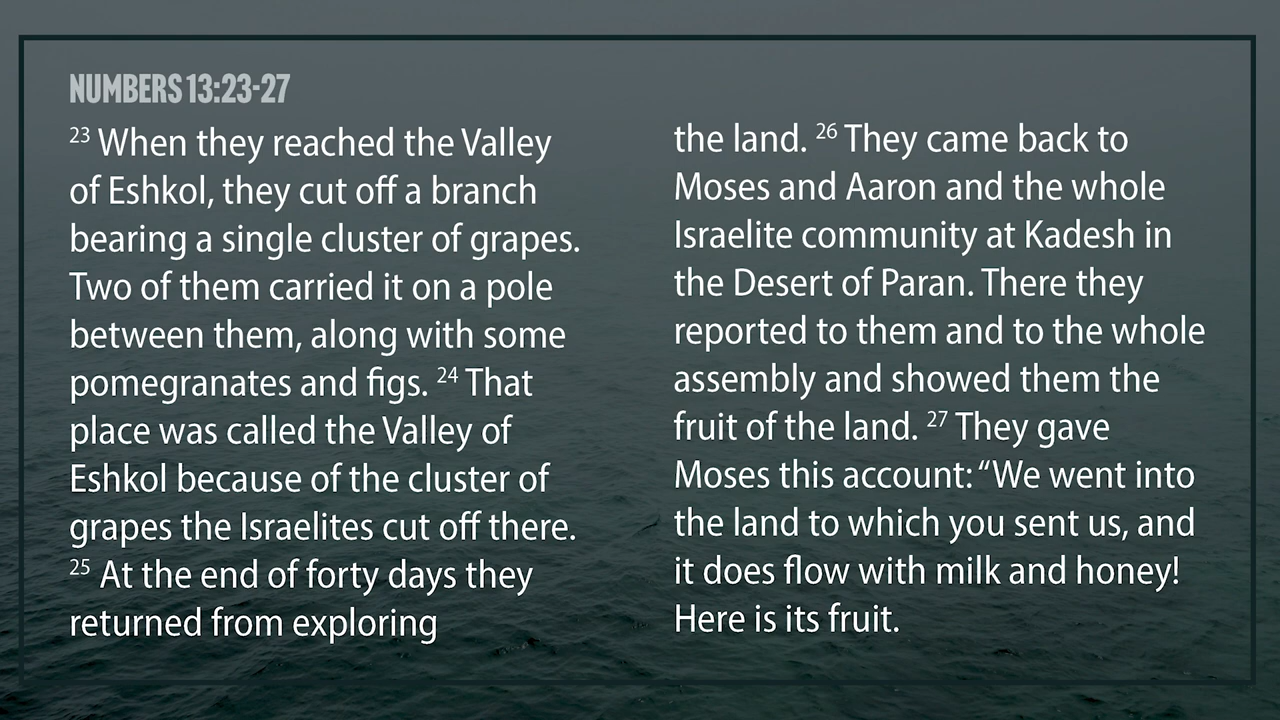 NUMBERS 13:23-27
23 When they reached the Valley
of Eshkol, they cut off a branch
bearing a single cluster of grapes.
Two of them carried it on a pole
between them, along with some
pomegranates and figs. 24 That
place was called the Valley of
Eshkol because of the cluster of
grapes the Israelites cut off there.
25 At the end of forty days they
returned from exploring
the land. 26 They came back to
Moses and Aaron and the whole
Israelite community at Kadesh in
the Desert of Paran. There they
reported to them and to the whole
assembly and showed them the
fruit of the land. 27 They gave
Moses this account: “We went into
the land to which you sent us, and
it does flow with milk and honey!
Here is its fruit.